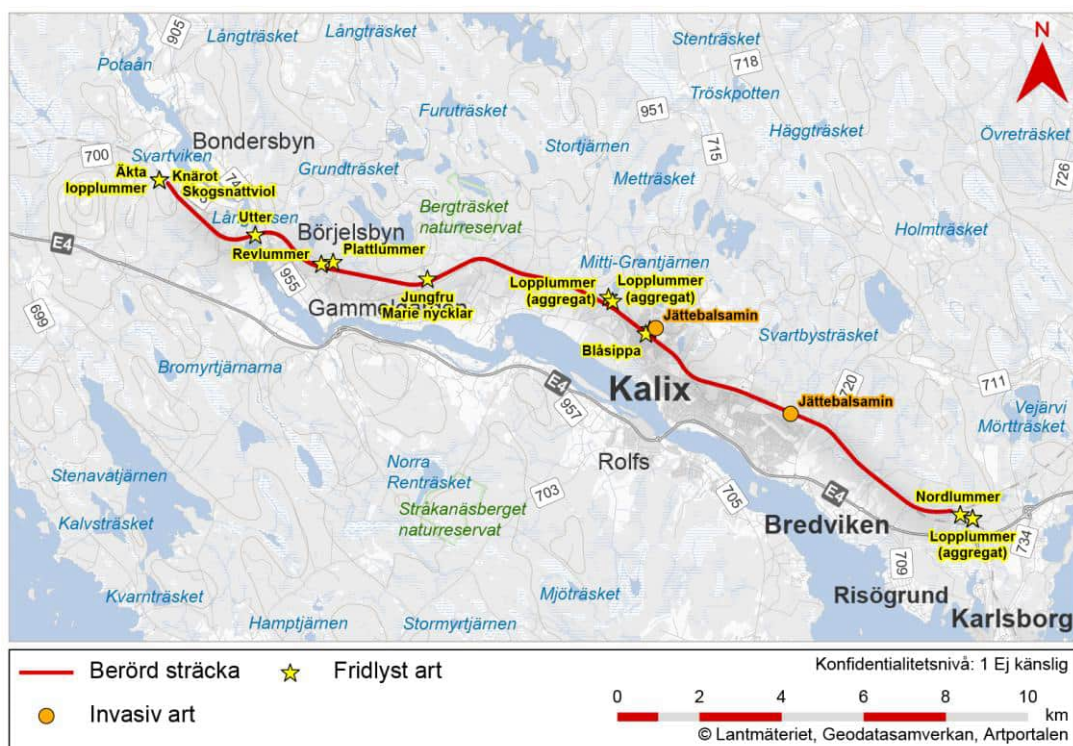 Långträsket
Långträsket
905
Stenträsket
N
718
Potaån
Tröskpotten
Furuträsket
951
Bondersbyn
Häggträsket
Övreträsket
Stortjärnen
715
700
Svartviken
Grundträsket
Metträsket
726
Äkta
lopplummer
Knärot
Skogsnattviol
Bergträsket
naturreservat
Utter
Börjelsbyn
Holmträsket
E4
Revlummer
Plattlummer
Mitti-Grantjärnen
955
Lopplummer
(aggregat)
Lopplummer
(aggregat)
699
Jungfru
Marie nycklar
Jättebalsamin
Svartbysträsket
Blåsippa
Bromyrtjärnarna
E4
Kalix
720
711
957
Jättebalsamin
Vejärvi
Mörtträsket
Rolfs
Norra
Renträsket
Stenavatjärnen
703
705
Nordlummer
E4
Stråkanäsberget
naturreservat
Kalvsträsket
Bredviken
Lopplummer
(aggregat)
734
709
Kvarnträsket
Mjöträsket
Risögrund
Hamptjärnen
Stormyrtjärnen
Karlsborg
Berörd sträcka
Fridlyst art
Konfidentialitetsnivå: 1 Ej känslig
Invasiv art
0 2 4 6 8 10
km
© Lantmäteriet, Geodatasamverkan, Artportalen